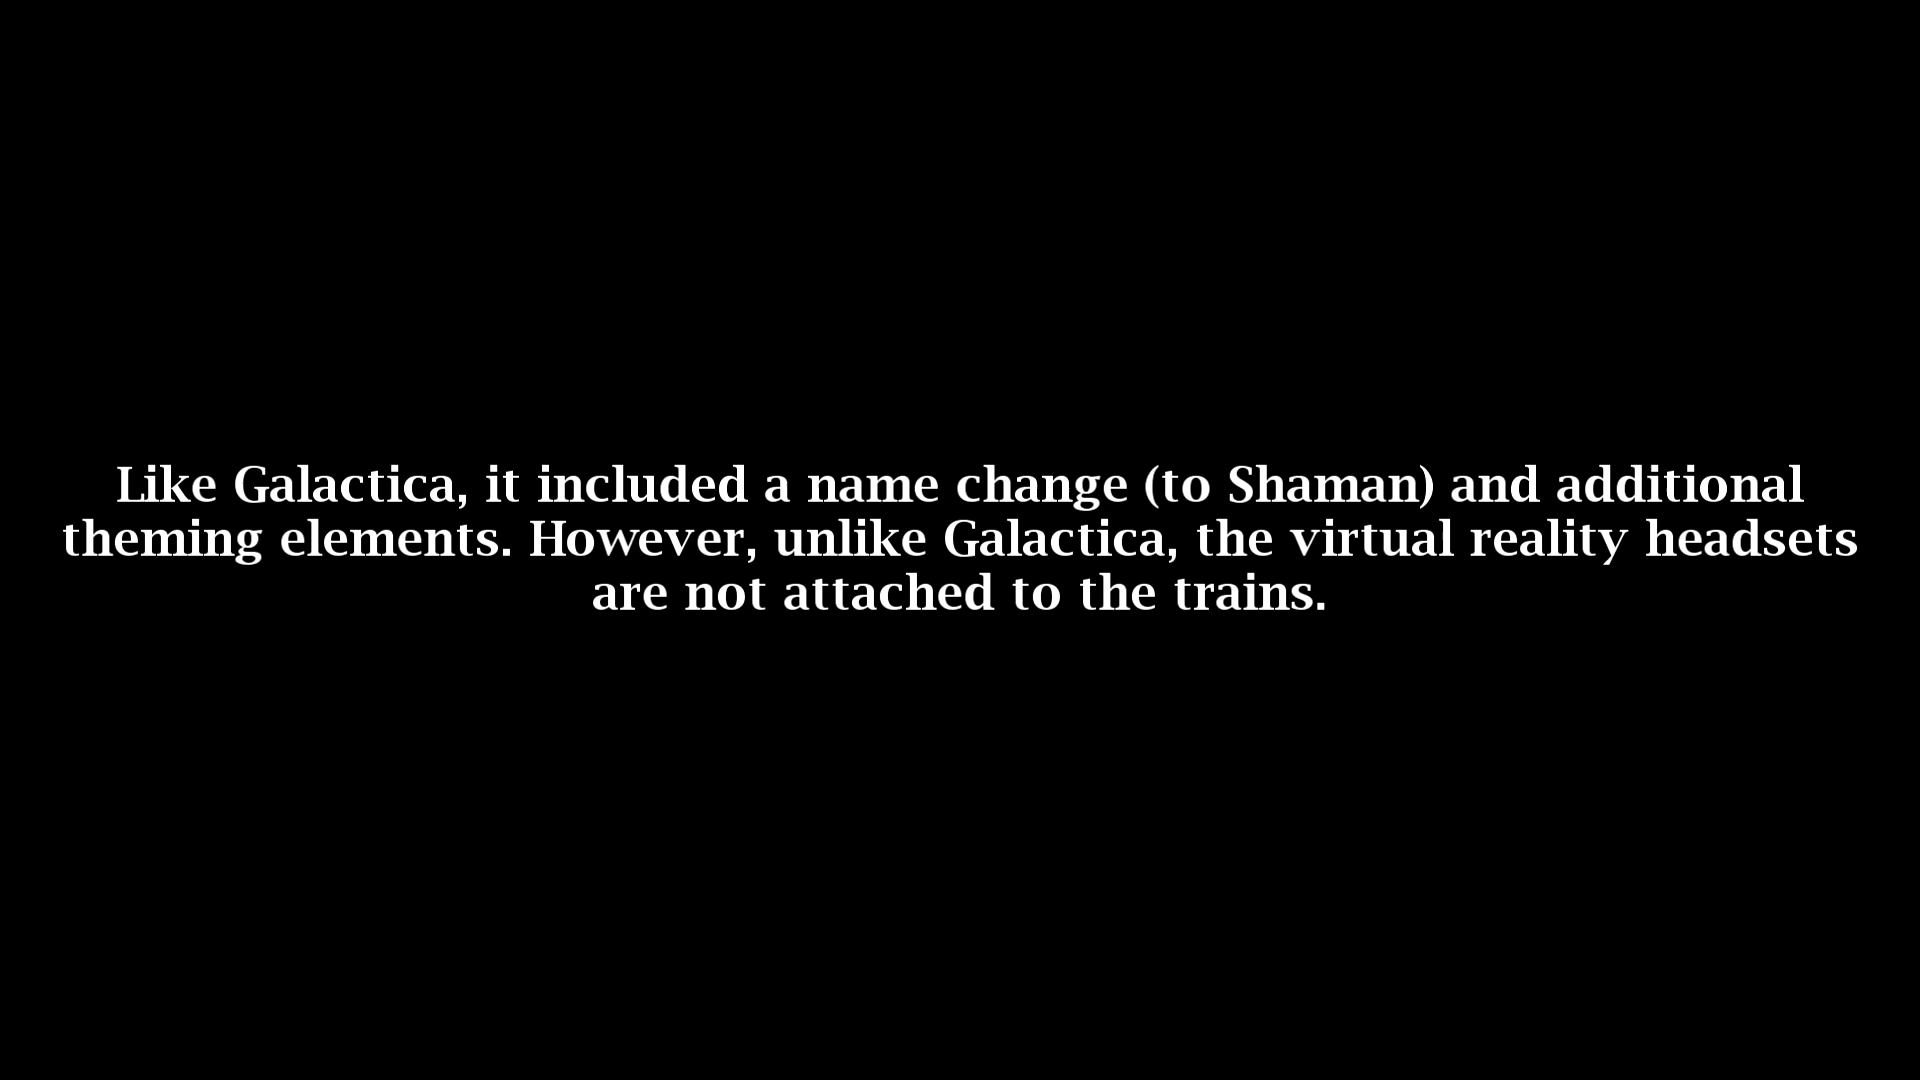 Like Galactica, it included a name change (to Shaman) and additional
theming elements. However, unlike Galactica, the virtual reality headsets
are not attached to the trains.